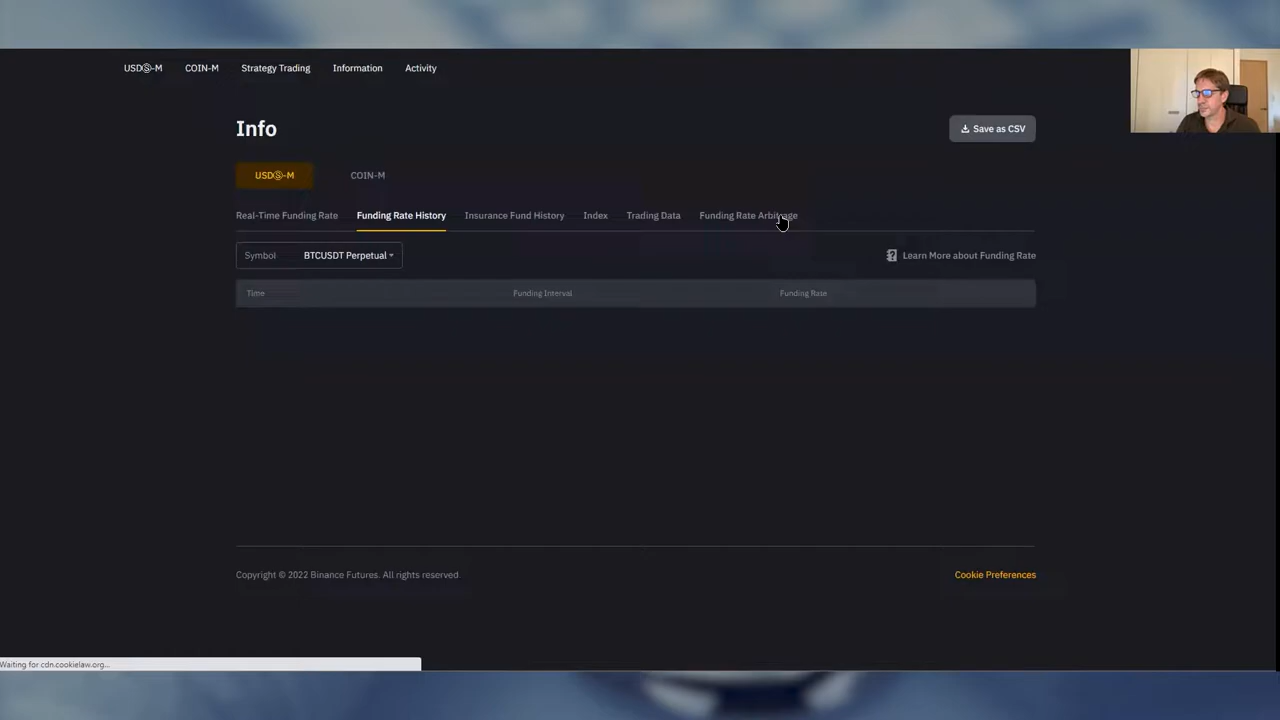 USDⓈ-M COIN-M Strategy Trading Information Activity
Info
Save as CSV
USDⓈ-M COIN-M
Real-Time Funding Rate Funding Rate History Insurance Fund History Index Trading Data Funding Rate Arbitrage
Symbol BTCUSDT Perpetual
Learn More about Funding Rate
Time Funding Interval Funding Rate
Copyright © 2022 Binance Futures. All rights reserved.
Cookie Preferences
Waiting for cdn.cookielaw.org...